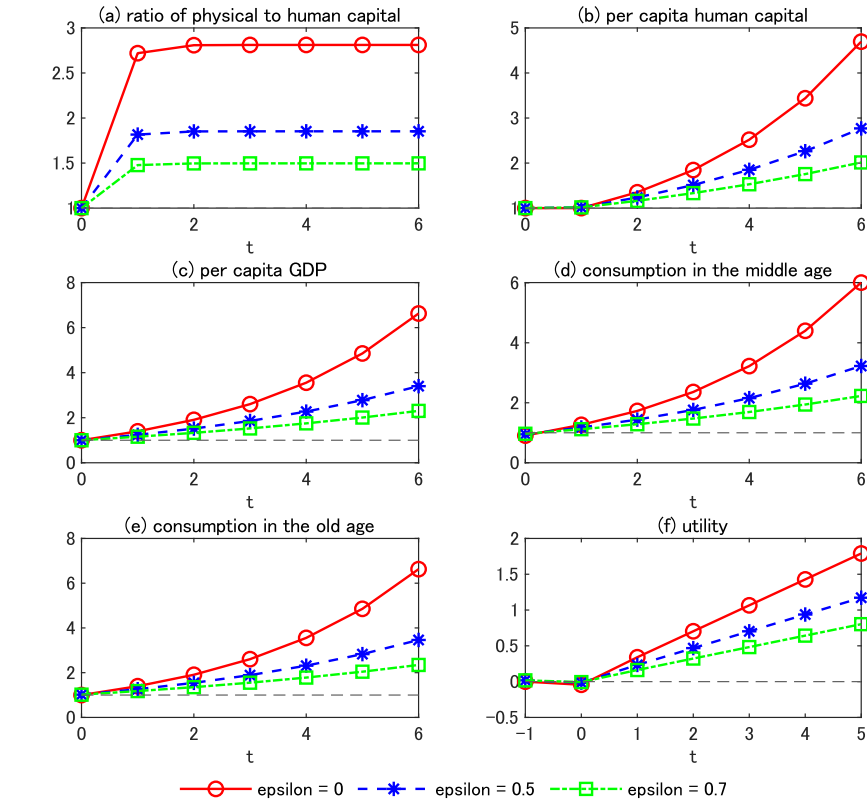 (a) ratio of physical to human capital
3
2.5
2
1.5
1
0 2 4 6
t
(b) per capita human capital
5
4
3
2
1
0 2 4 6
t
(c) per capita GDP
8
6
4
2
0
0 2 4 6
t
(d) consumption in the middle age
6
4
2
0
0 1 2 3 4 5 6
t
(e) consumption in the old age
8
6
4
2
0
0 2 4 6
t
(f) utility
2
1.5
1
0.5
0
-0.5
-1 0 1 2 3 4 5
t
epsilon = 0 epsilon = 0.5 epsilon = 0.7